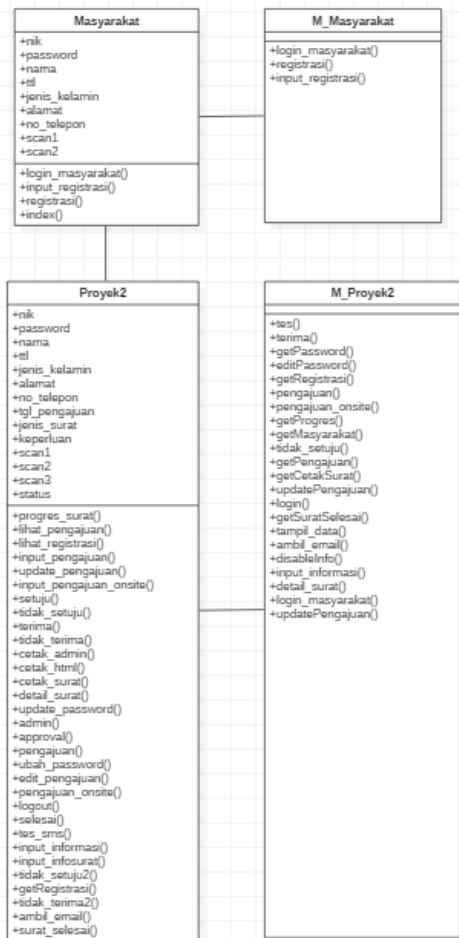 Masyarakat
+nik
+password
+nama
+ttl
+jenis_kelamin
+alamat
+no_telepon
+scan1
+scan2
+login_masyarakat()
+input_registrasi()
+registrasi()
+index()
M_Masyarakat
+login_masyarakat()
+registrasi()
+input_registrasi()
Proyek2
+nik
+password
+nama
+ttl
+jenis_kelamin
+alamat
+no_telepon
+tgl_pengajuan
+jenis_surat
+keperluan
+scan1
+scan2
+scan3
+status
+progres_surat()
+lihat_pengajuan()
+lihat_registrasi()
+input_pengajuan()
+update_pengajuan()
+input_pengajuan_onsite()
+setuju()
+tidak_setuju()
+terima()
+tidak_terima()
+cetak_admin()
+cetak_html()
+cetak_surat()
+detail_surat()
+update_password()
+admin()
+approval()
+pengajuan()
+ubah_password()
+edit_pengajuan()
+pengajuan_onsite()
+logout()
+selesai()
+tes_sms()
+input_informasi()
+input_infosurat()
+tidak_setuju2()
+getRegistrasi()
+tidak_terima2()
+ambil_email()
+surat_selesai()
M_Proyek2
+tes()
+terima()
+getPassword()
+editPassword()
+getRegistrasi()
+pengajuan()
+pengajuan_onsite()
+getProgres()
+getMasyarakat()
+tidak_setuju()
+getPengajuan()
+getCetakSurat()
+updatePengajuan()
+login()
+getSuratSelesai()
+tampil_data()
+ambil_email()
+disableInfo()
+input_informasi()
+detail_surat()
+login_masyarakat()
+updatePengajuan()